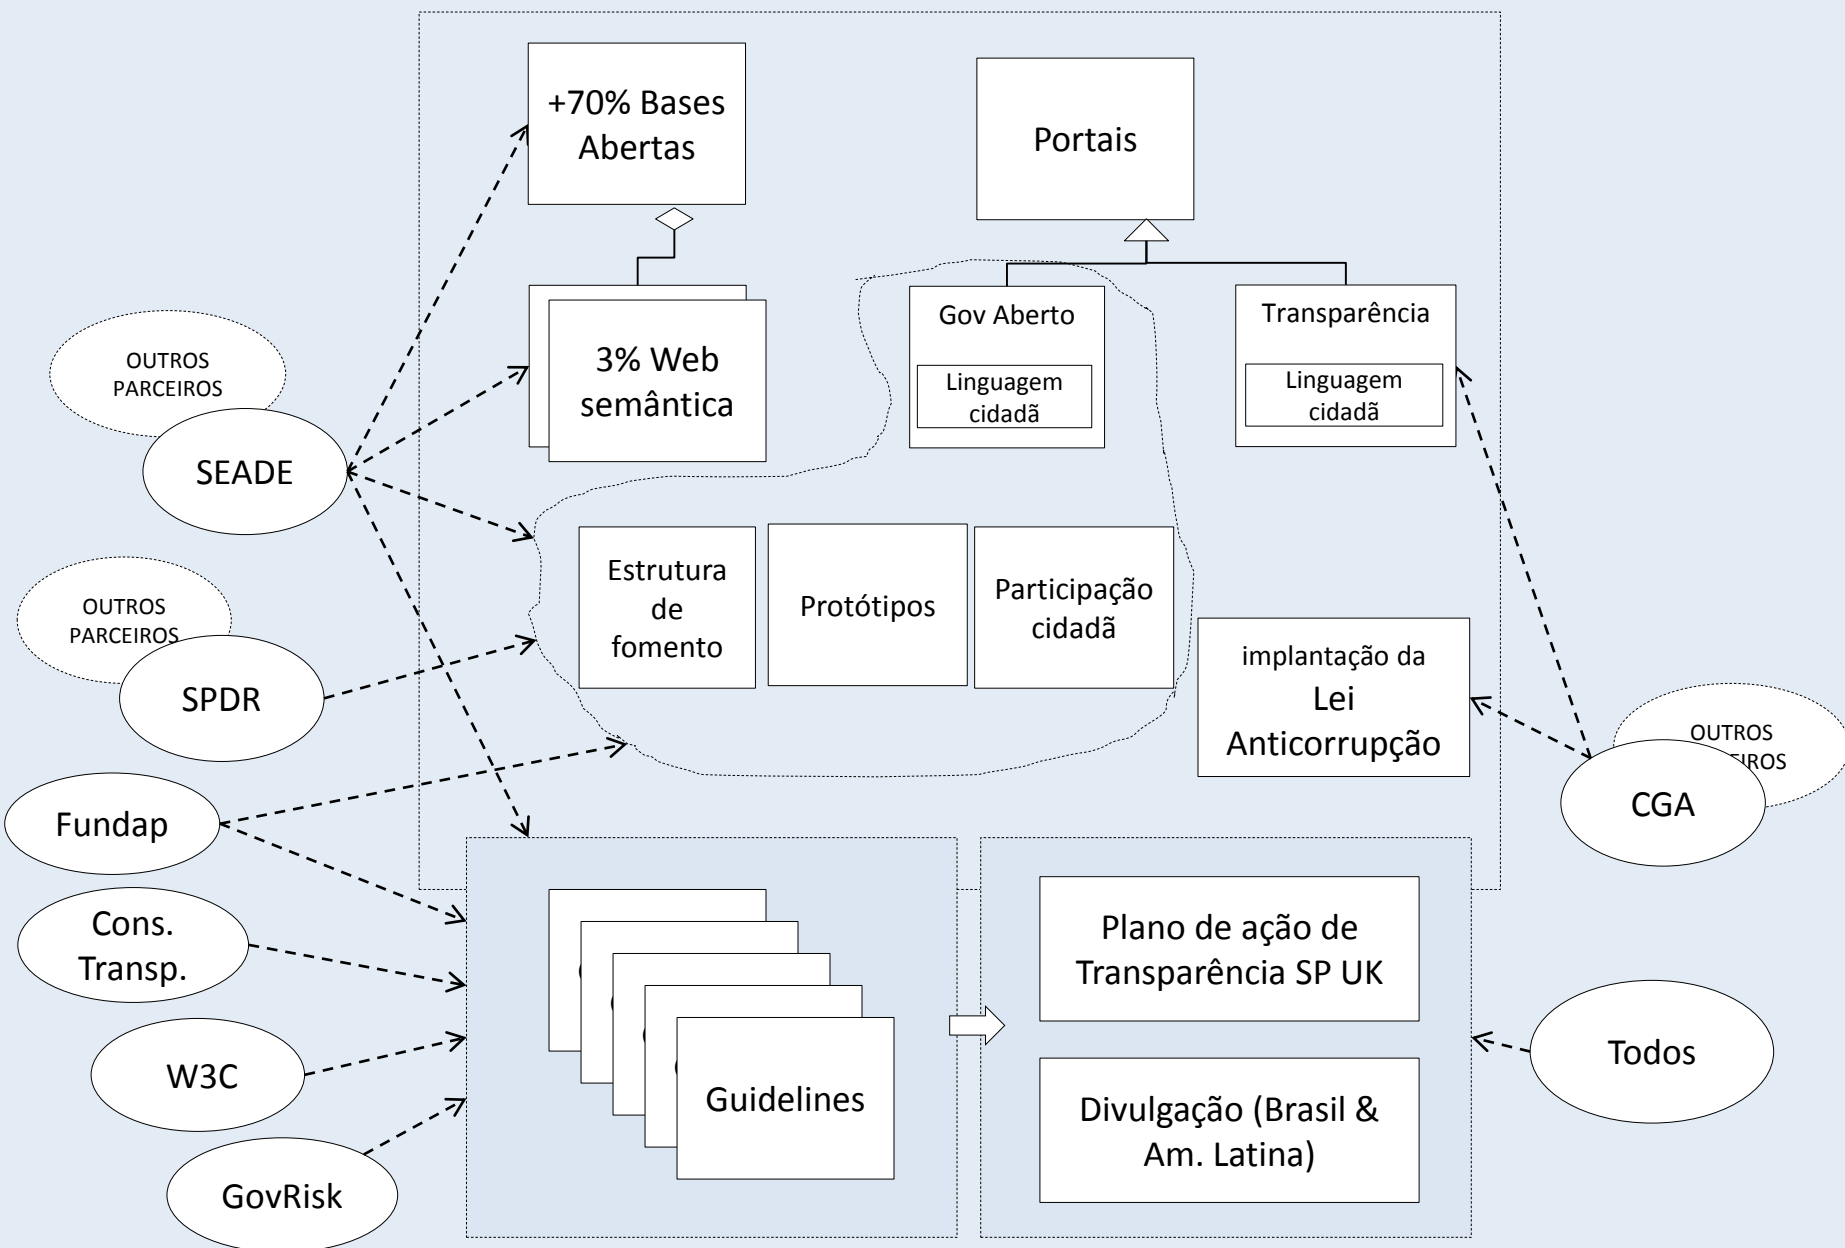 +70% Bases
Abertas
Portais
Gov Aberto
Linguagem
cidadã
Transparência
Linguagem
cidadã
3% Web
semântica
OUTROS
PARCEIROS
SEADE
Estrutura
de
fomento
Protótipos
Participação
cidadã
OUTROS
PARCEIROS
SPDR
implantação da
Lei
Anticorrupção
OUTROS
IROS
CGA
Fundap
Cons.
Transp.
W3C
GovRisk
Guidelines
Plano de ação de
Transparência SP UK
Divulgação (Brasil &
Am. Latina)
Todos